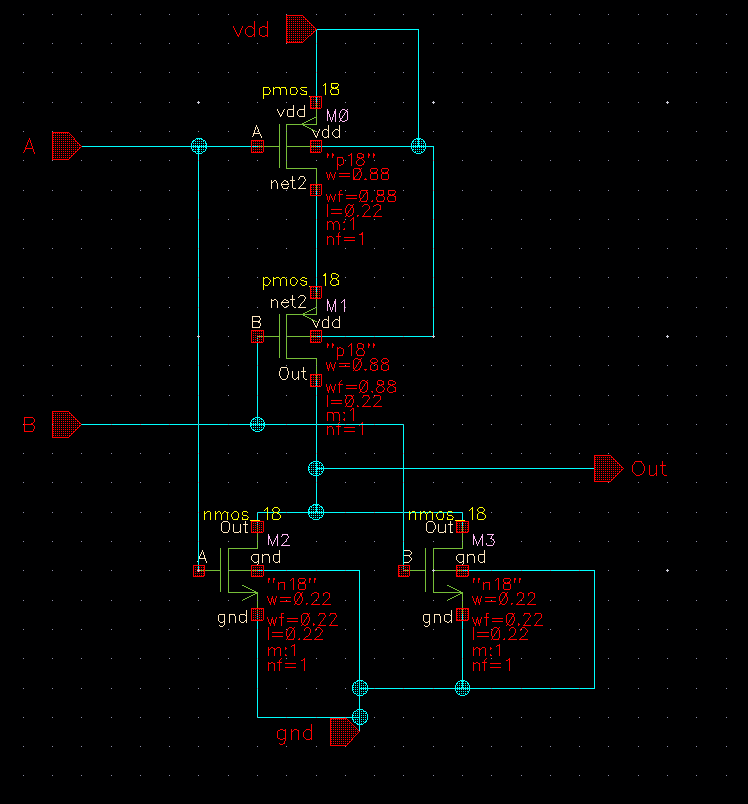 vdd
pmos_18
vdd
M0
A
vdd
A
"p18"
w=0.88
net2
wf=0.88
l=0.22
m:1
nf=1
pmos_18
net2
M1
B
vdd
"p18"
w=0.88
Out
wf=0.88
l=0.22
m:1
nf=1
B
Out
nmos_18
Out
M2
A
gnd
"n18"
w=0.22
gnd
wf=0.22
l=0.22
m:1
nf=1
nmos_18
Out
M3
B
gnd
"n18"
w=0.22
gnd
wf=0.22
l=0.22
m:1
nf=1
gnd